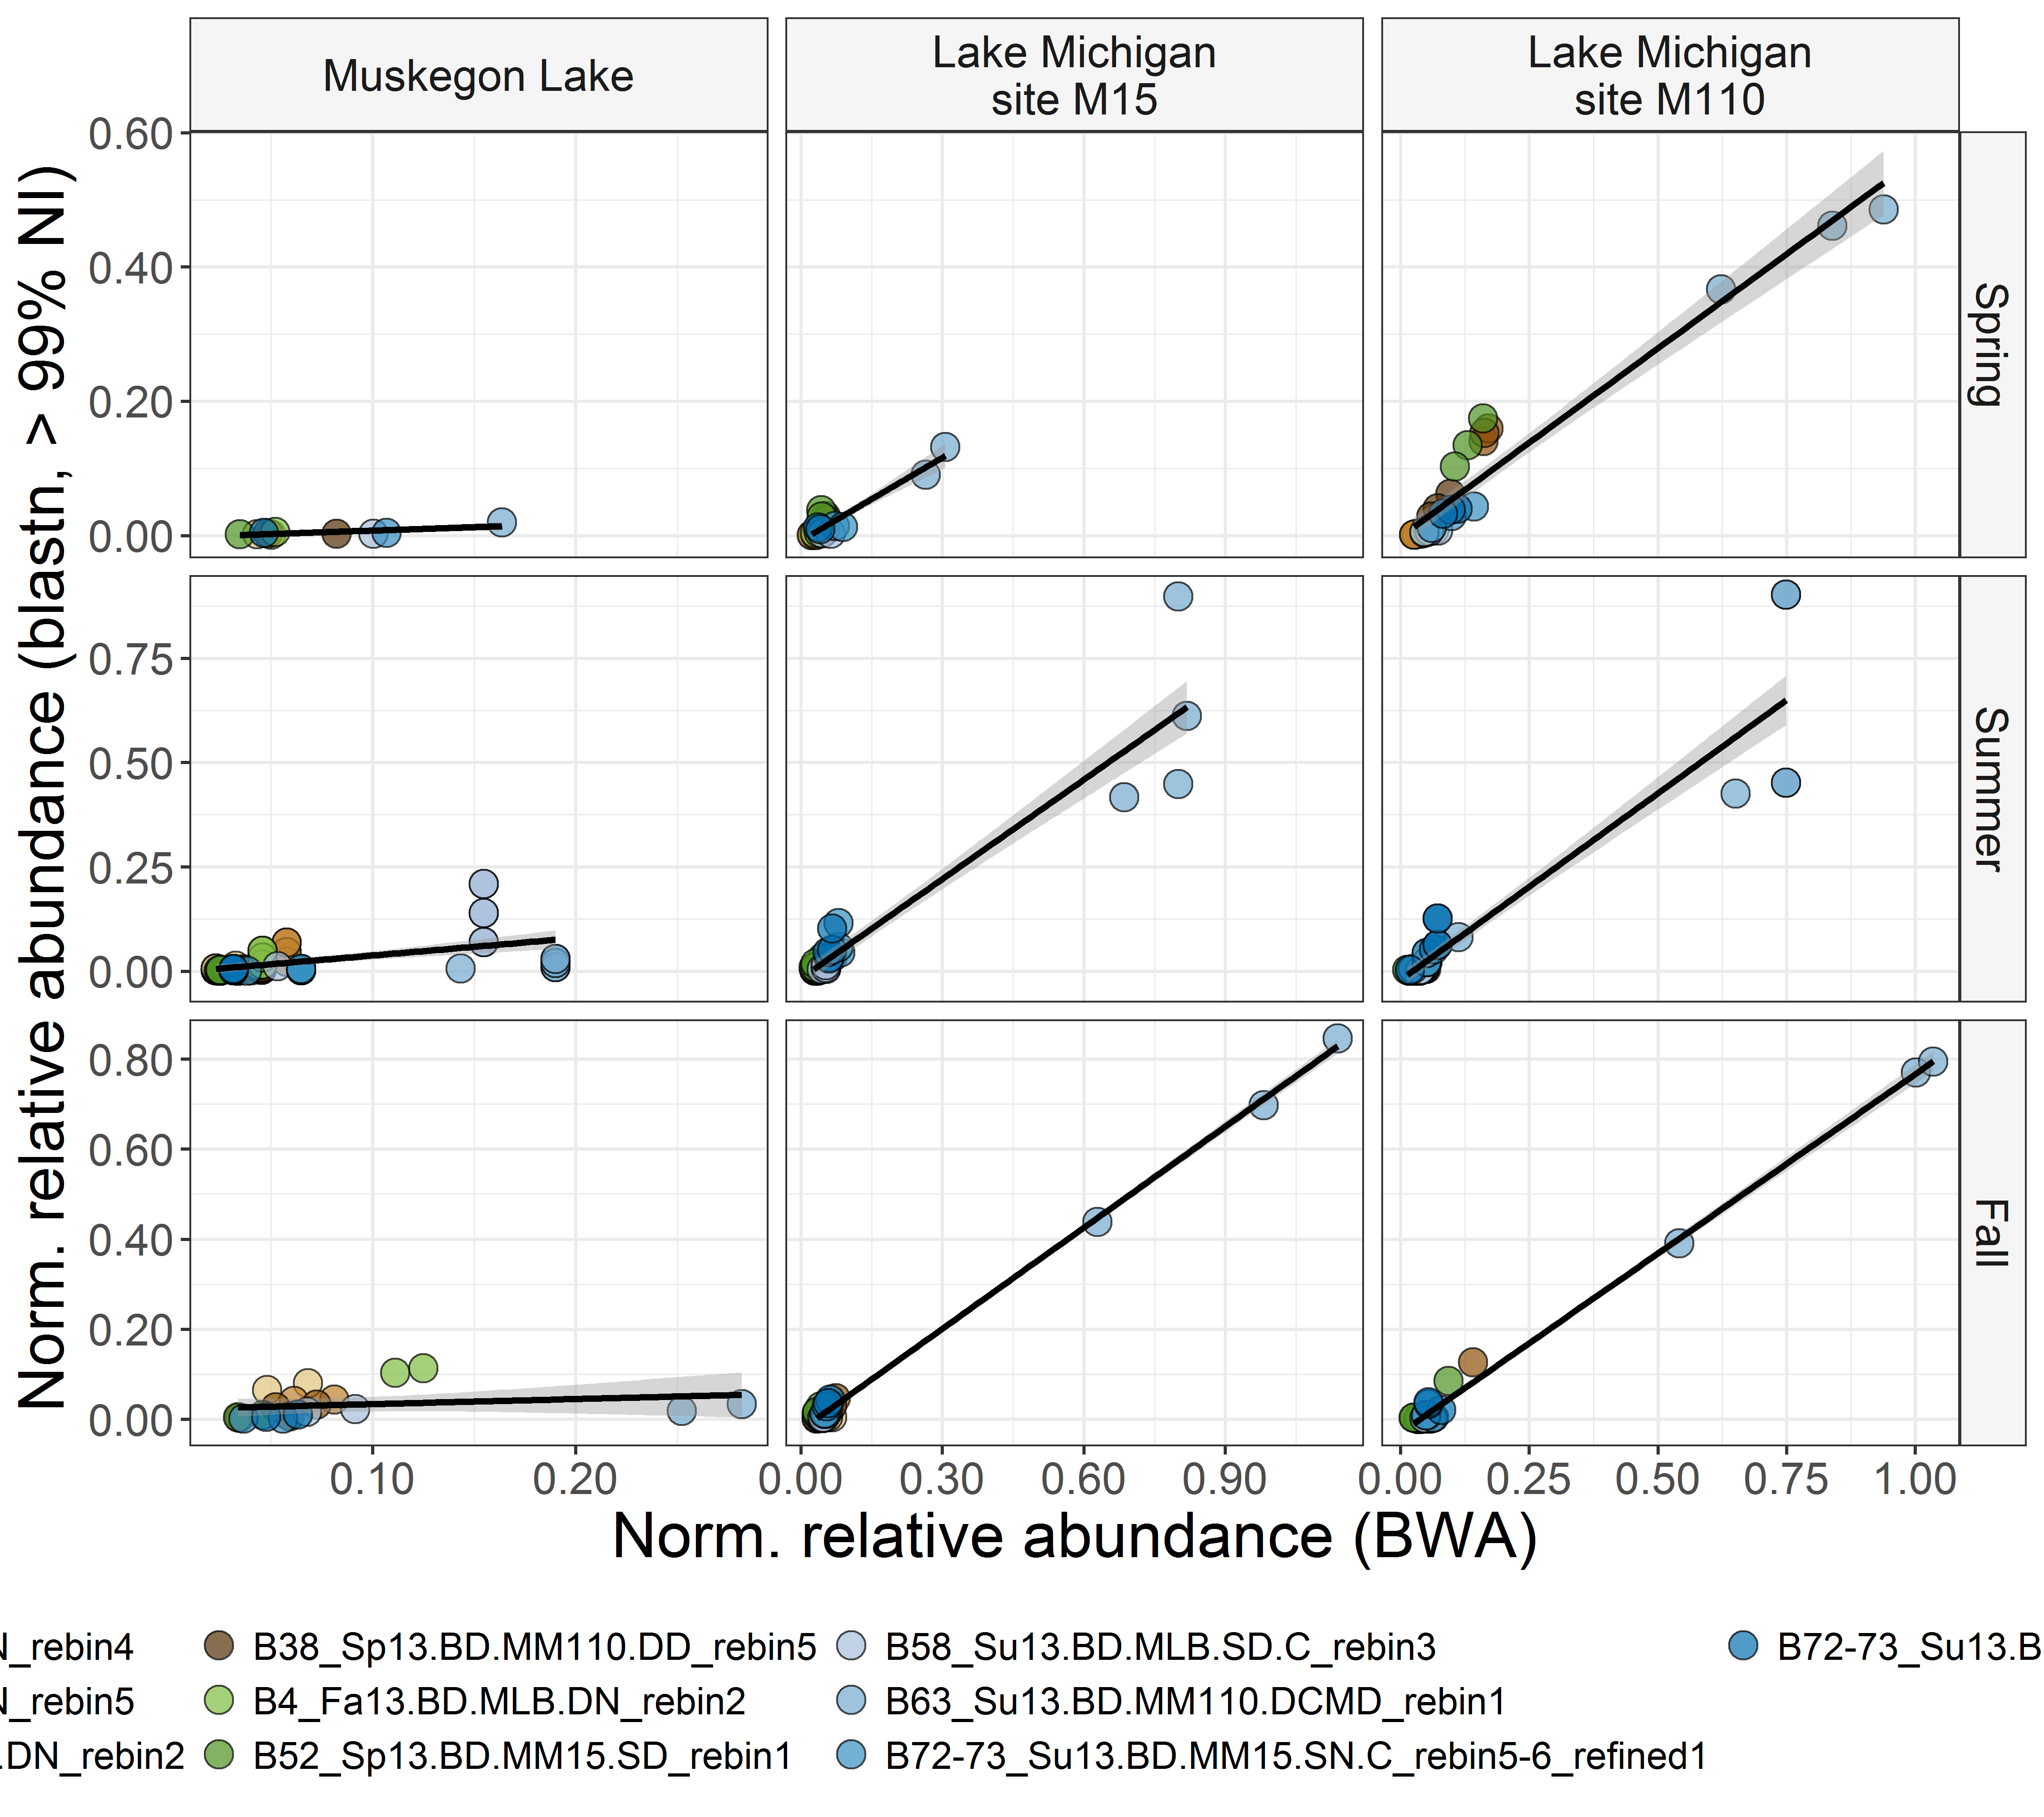 Muskegon Lake
Lake Michigan
site M15
Lake Michigan
site M110
Norm. relative abundance (blastn, > 99% NI)
0.60
0.40
0.20
0.00
Spring
0.75
0.50
0.25
0.00
Summer
0.80
0.60
0.40
0.20
0.00
Fall
0.10 0.20
0.00 0.30 0.60 0.90
0.00 0.25 0.50 0.75 1.00
Norm. relative abundance (BWA)
N_rebin4 B38_Sp13.BD.MM110.DD_rebin5 B58_Su13.BD.MLB.SD.C_rebin3 B72-73_Su13.B
N_rebin5 B4_Fa13.BD.MLB.DN_rebin2 B63_Su13.BD.MM110.DCMD_rebin1
.DN_rebin2 B52_Sp13.BD.MM15.SD_rebin1 B72-73_Su13.BD.MM15.SN.C_rebin5-6_refined1